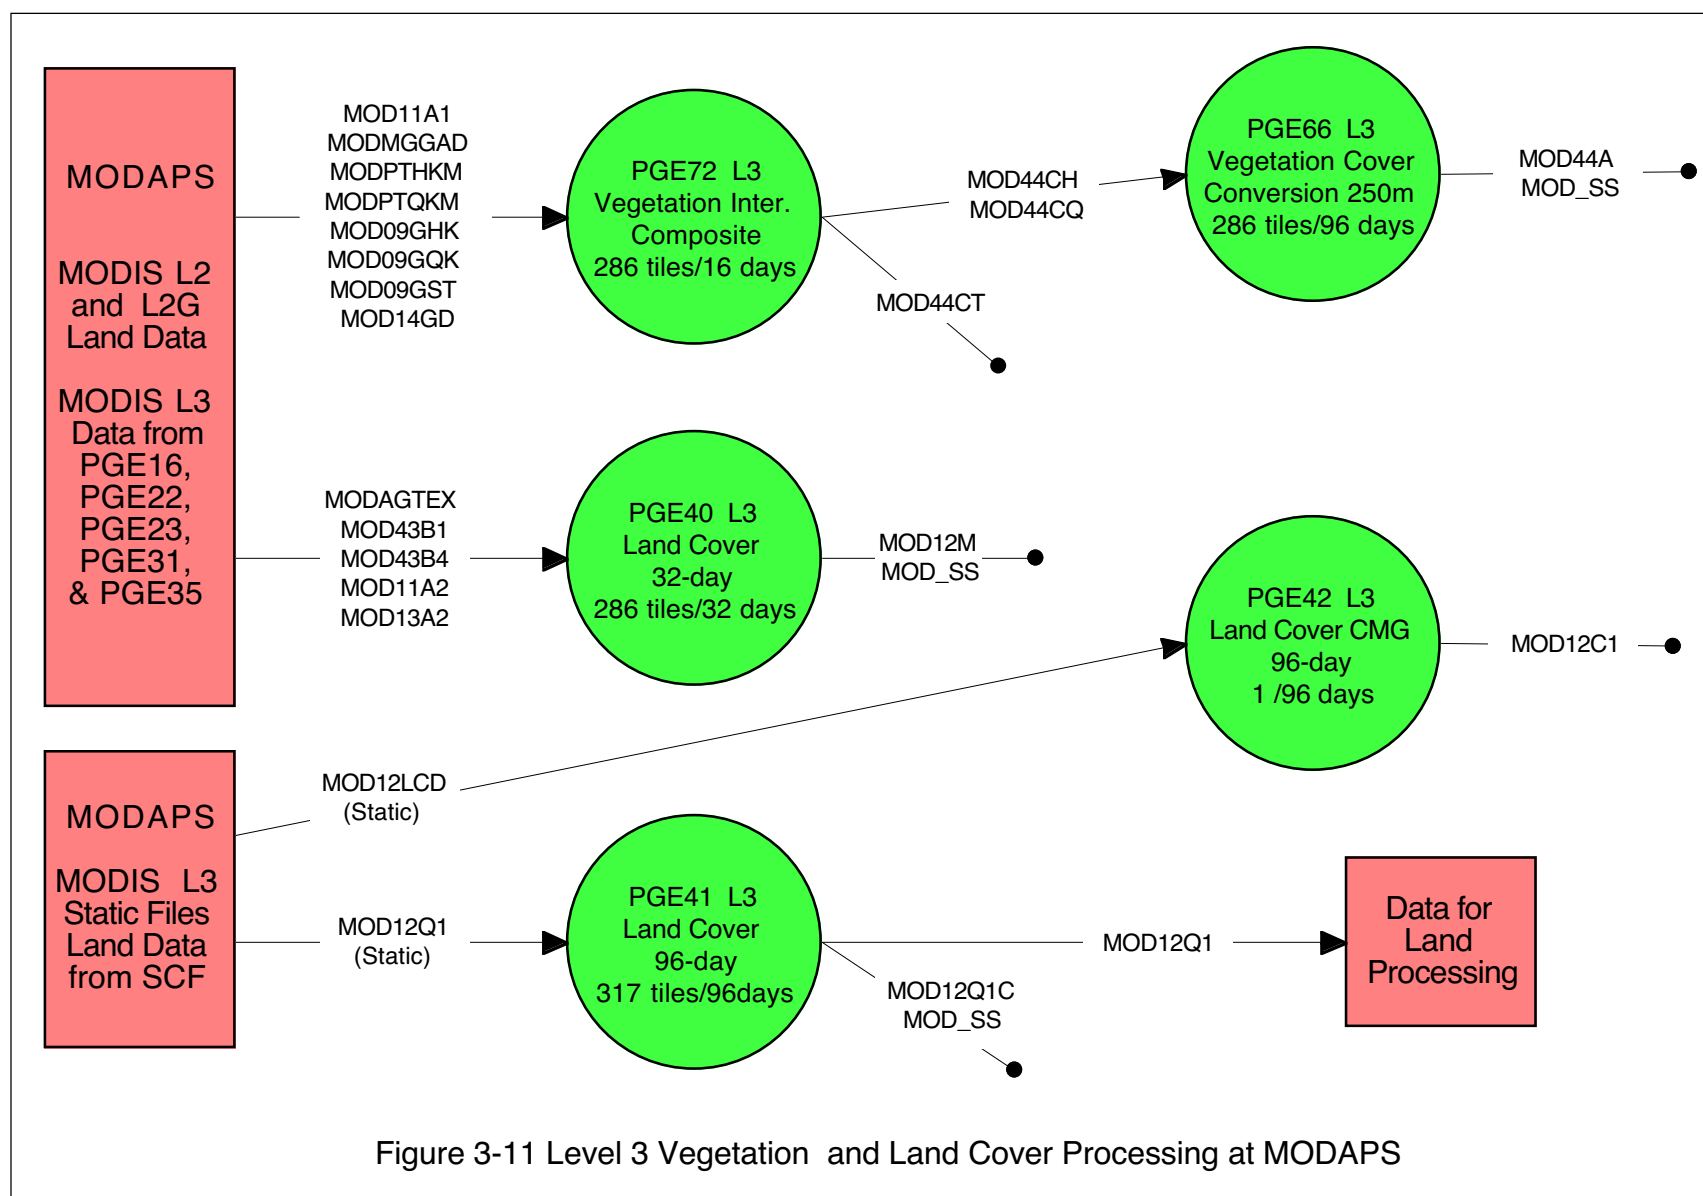 MODAPS
MODIS L2
and L2G
Land Data
MODIS L3
Data from
PGE16,
PGE22,
PGE23,
PGE31,
& PGE35
MOD11A1
MODMGGAD
MODPTHKM
MODPTQKM
MOD09GHK
MOD09GQK
MOD09GST
MOD14GD
PGE72 L3
Vegetation Inter.
Composite
286 tiles/16 days
MOD44CH
MOD44CQ
MOD44CT
PGE66 L3
Vegetation Cover
Conversion 250m
286 tiles/96 days
MOD44A
MOD_SS
MODAGTEX
MOD43B1
MOD43B4
MOD11A2
MOD13A2
PGE40 L3
Land Cover
32-day
286 tiles/32 days
MOD12M
MOD_SS
PGE42 L3
Land Cover CMG
96-day
1 /96 days
MOD12C1
MODAPS
MODIS L3
Static Files
Land Data
from SCF
MOD12LCD
(Static)
MOD12Q1
(Static)
PGE41 L3
Land Cover
96-day
317 tiles/96days
MOD12Q1
MOD12Q1C
MOD_SS
Data for
Land
Processing
Figure 3-11 Level 3 Vegetation and Land Cover Processing at MODAPS